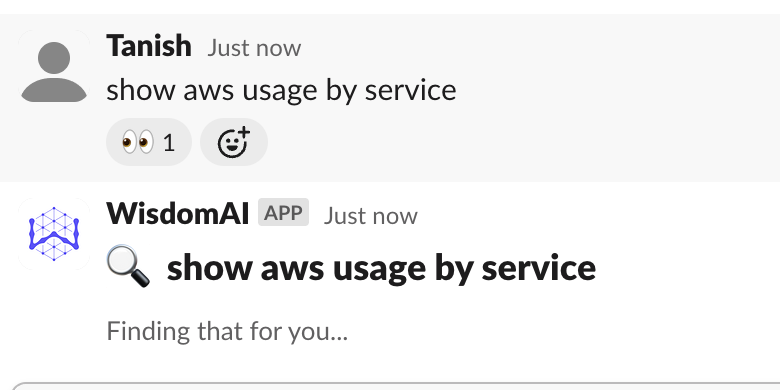 Tanish Just now
show aws usage by service
👀 1
WisdomAI APP Just now
🔍 show aws usage by service
Finding that for you...